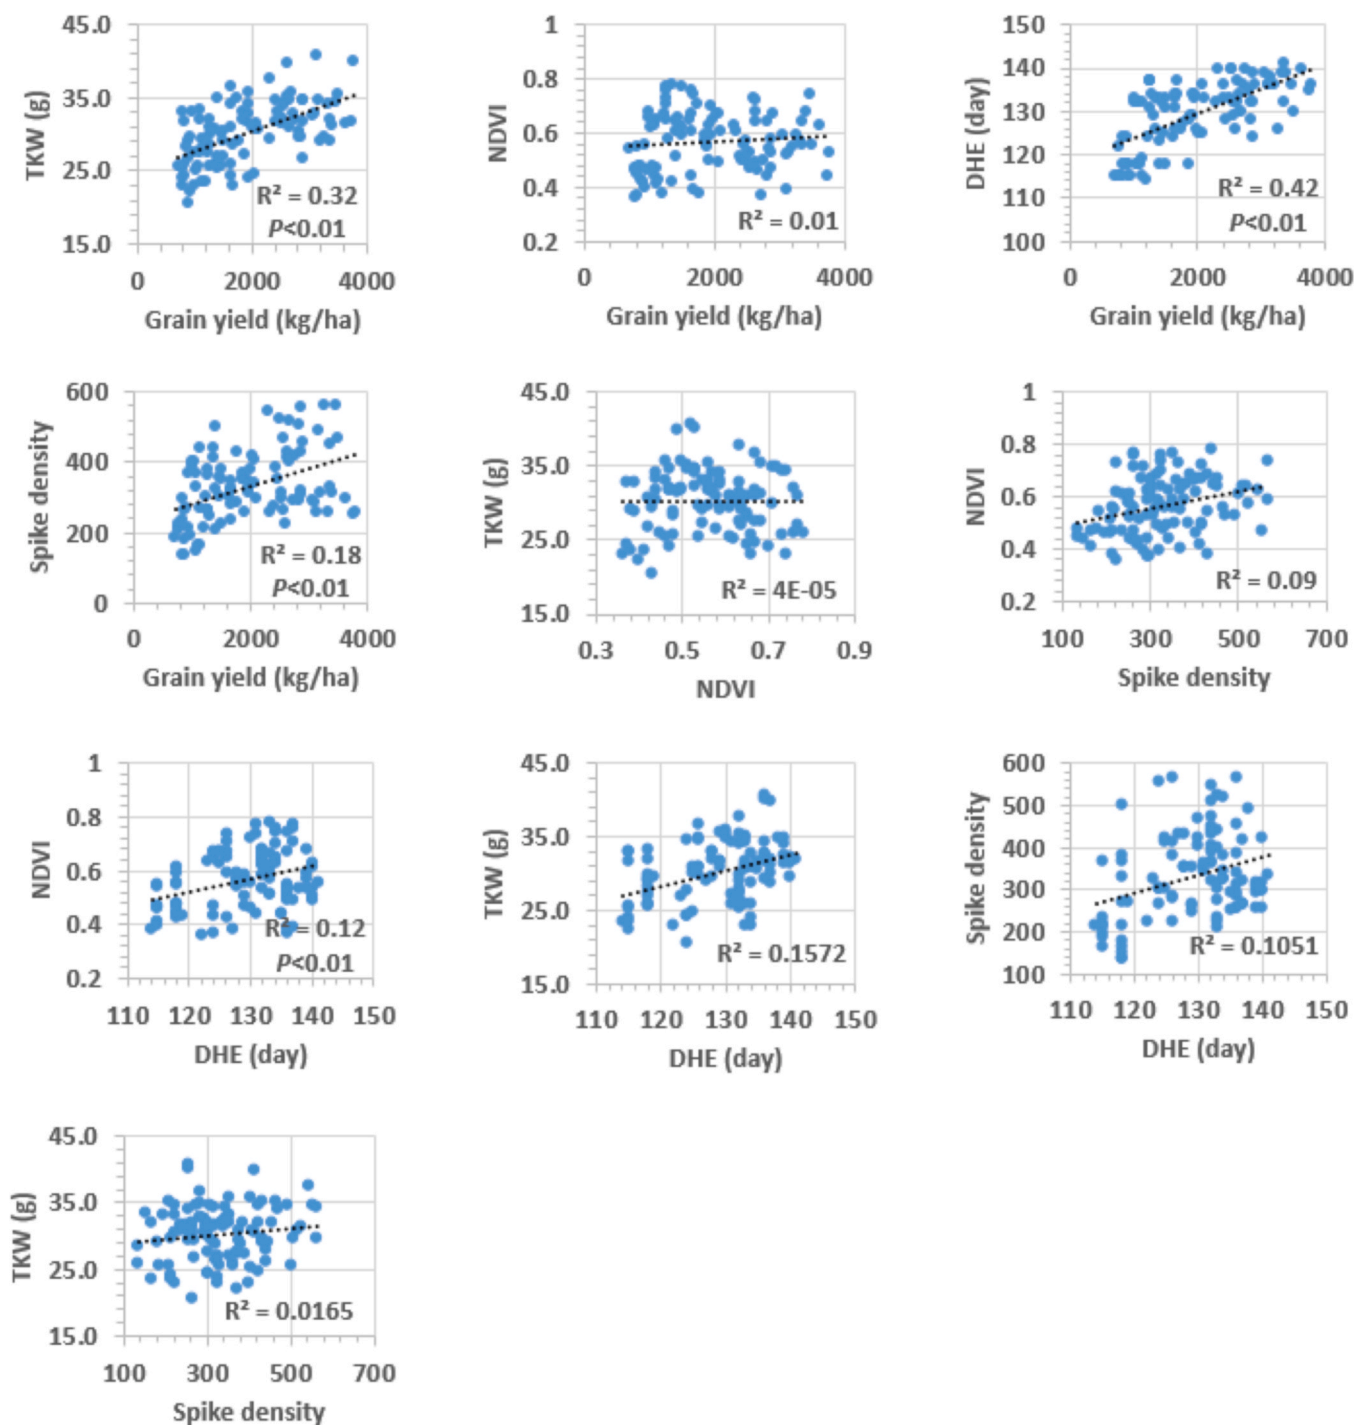 TKW (g)
45.0
35.0
25.0
15.0
R² = 0.32
P<0.01
0 2000 4000
Grain yield (kg/ha)
NDVI
1
0.8
0.6
0.4
0.2
R² = 0.01
0 2000 4000
Grain yield (kg/ha)
DHE (day)
150
140
130
120
110
100
R² = 0.42
P<0.01
0 2000 4000
Grain yield (kg/ha)
Spike density
600
400
200
0
R² = 0.18
P<0.01
0 2000 4000
Grain yield (kg/ha)
TKW (g)
45.0
35.0
25.0
15.0
R² = 4E-05
0.3 0.5 0.7 0.9
NDVI
NDVI
1
0.8
0.6
0.4
0.2
R² = 0.09
100 300 500 700
Spike density
NDVI
1
0.8
0.6
0.4
0.2
R² = 0.12
P<0.01
110 120 130 140 150
DHE (day)
TKW (g)
45.0
35.0
25.0
15.0
R² = 0.1572
110 120 130 140 150
DHE (day)
Spike density
600
500
400
300
200
100
R² = 0.1051
110 120 130 140 150
DHE (day)
TKW (g)
45.0
35.0
25.0
15.0
R² = 0.0165
100 300 500 700
Spike density